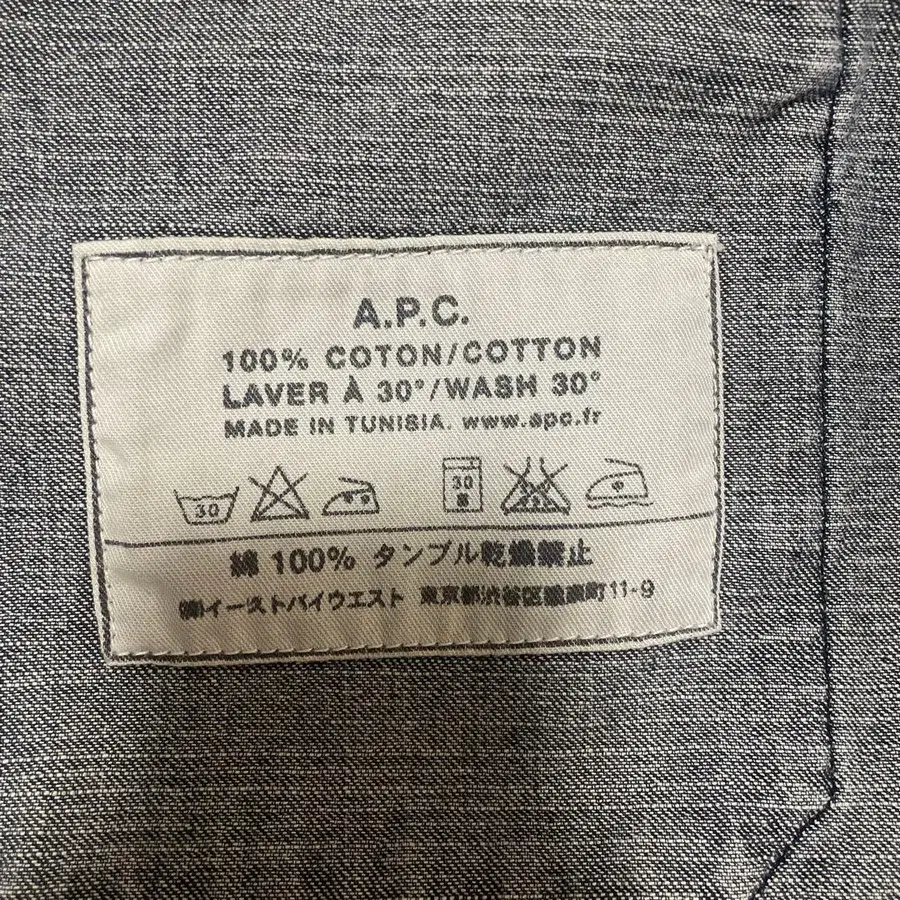 A.P.C.
100% COTON/COTTON
LAVER À 30°/WASH 30°
MADE IN TUNISIA. www.apc.fr
30 30
綿 100% タンブル乾燥禁止
㈱イーストバイウエスト 東京都渋谷区鶯町11-9